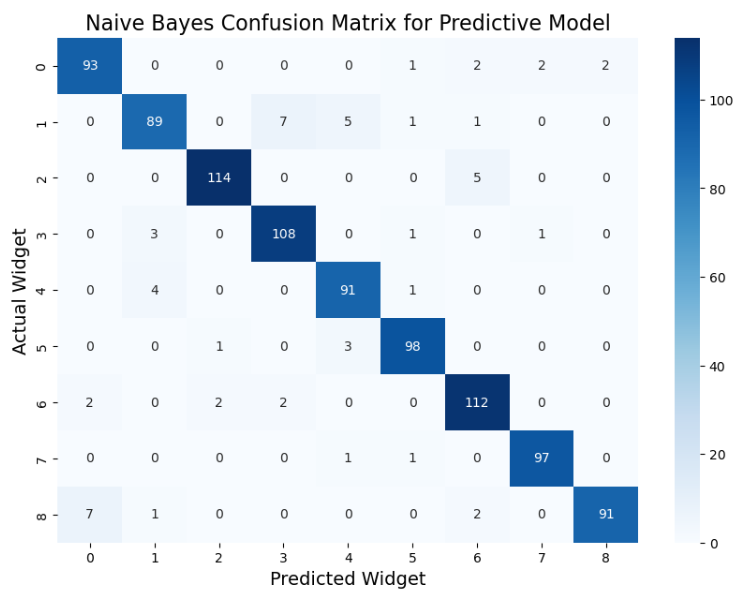 Naive Bayes Confusion Matrix for Predictive Model
Actual Widget
0 93 0 0 0 0 1 2 2 2
1 0 89 0 7 5 1 1 0 0
2 0 0 114 0 0 0 5 0 0
3 0 3 0 108 0 1 0 1 0
4 0 4 0 0 91 1 0 0 0
5 0 0 1 0 3 98 0 0 0
6 2 0 2 2 0 0 112 0 0
7 0 0 0 0 1 1 0 97 0
8 7 1 0 0 0 0 2 0 91
0 1 2 3 4 5 6 7 8
Predicted Widget
100
80
60
40
20
0